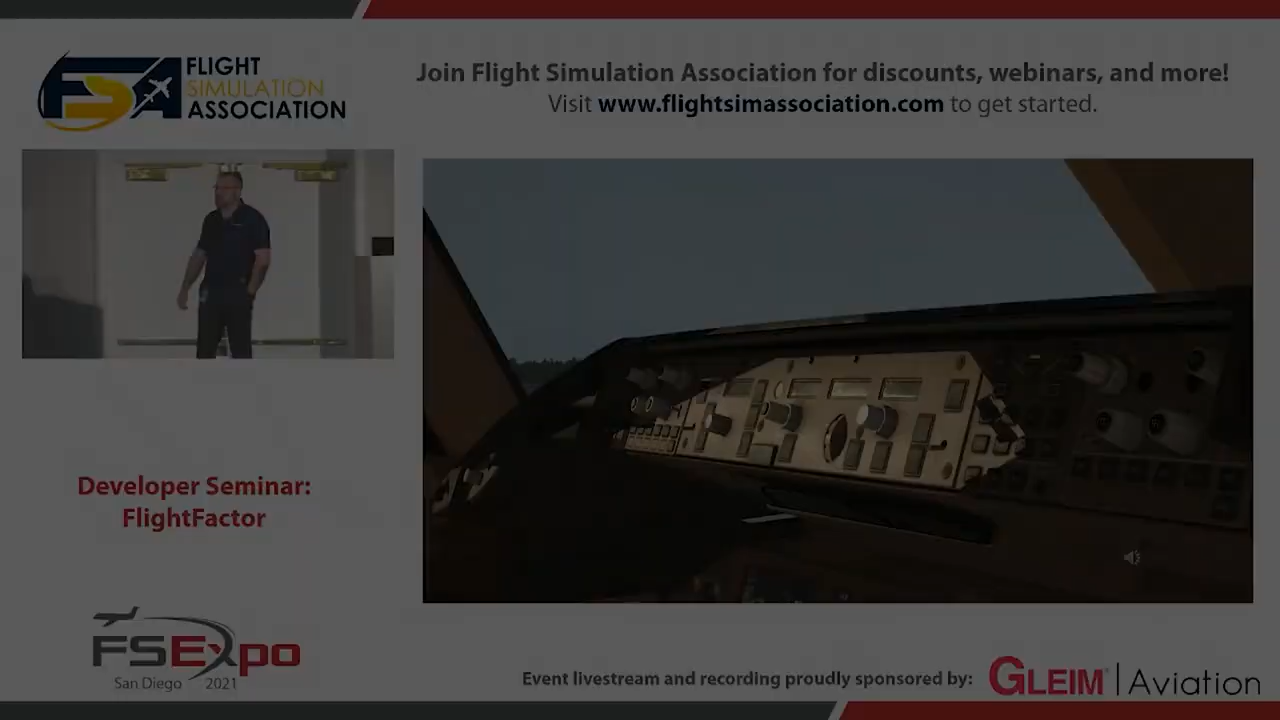 FLIGHT
SIMULATION
ASSOCIATION
Join Flight Simulation Association for discounts, webinars, and more!
Visit www.flightsimassociation.com to get started.
Developer Seminar:
FlightFactor
FSExpo
San Diego 2021
Event livestream and recording proudly sponsored by:
GLEIM | Aviation